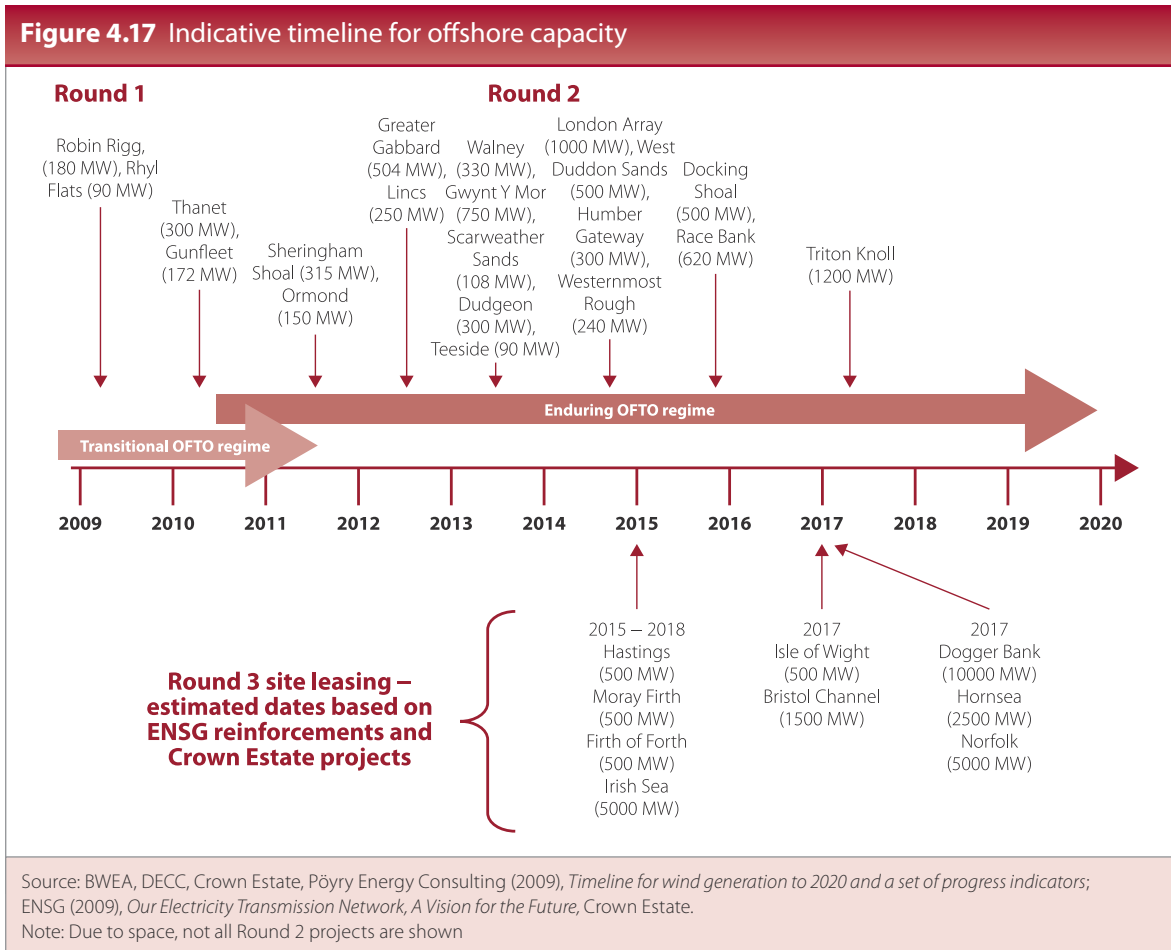 Figure 4.17 Indicative timeline for offshore capacity
Round 1
Robin Rigg,
(180 MW), Rhyl
Flats (90 MW)
Thanet
(300 MW),
Gunfleet
(172 MW)
Sheringham
Shoal (315 MW),
Ormond
(150 MW)
Round 2
Greater
Gabbard
(504 MW),
Lincs
(250 MW)
Walney
(330 MW),
Gwynt Y Mor
(750 MW),
Scarweather
Sands
(108 MW),
Dudgeon
(300 MW),
Teeside (90 MW)
London Array
(1000 MW), West
Duddon Sands
(500 MW),
Humber
Gateway
(300 MW),
Westernmost
Rough
(240 MW)
Docking
Shoal
(500 MW),
Race Bank
(620 MW)
Triton Knoll
(1200 MW)
Enduring OFTO regime
Transitional OFTO regime
2009 2010 2011 2012 2013 2014 2015 2016 2017 2018 2019 2020
Round 3 site leasing –
estimated dates based on
ENSG reinforcements and
Crown Estate projects
2015 – 2018
Hastings
(500 MW)
Moray Firth
(500 MW)
Firth of Forth
(500 MW)
Irish Sea
(5000 MW)
2017
Isle of Wight
(500 MW)
Bristol Channel
(1500 MW)
2017
Dogger Bank
(10000 MW)
Hornsea
(2500 MW)
Norfolk
(5000 MW)
Source: BWEA, DECC, Crown Estate, Pöyry Energy Consulting (2009), Timeline for wind generation to 2020 and a set of progress indicators;
ENSG (2009), Our Electricity Transmission Network, A Vision for the Future, Crown Estate.
Note: Due to space, not all Round 2 projects are shown